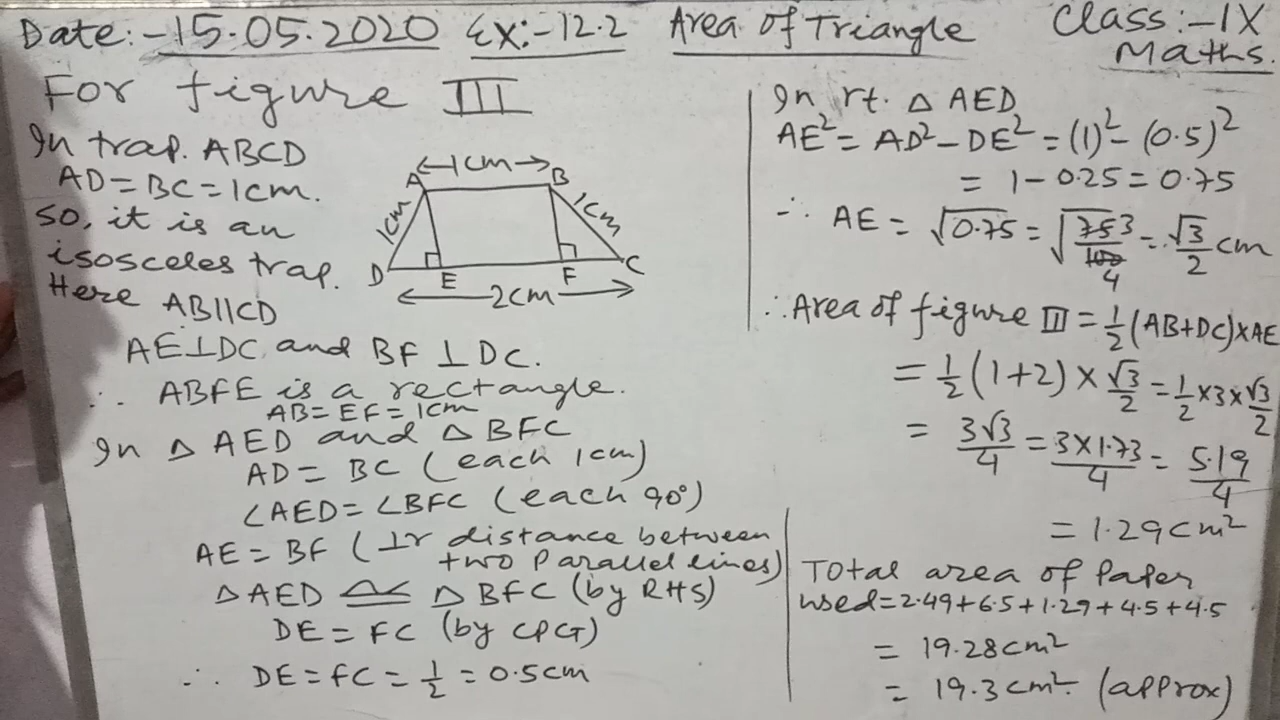 Date:-15.05.2020 Ex:-12.2 Area of Triangle Class:-IX
Maths.
For figure III
In trap. ABCD
AD=BC=1cm.
So, it is an
isosceles trap.
Here AB||CD
AE⊥DC and BF⊥DC.
∴ ABFE is a rectangle.
AB=EF=1cm
In △ AED and △ BFC
AD= BC (each 1cm)
∠AED=∠BFC (each 90°)
AE=BF (⊥r distance between
two parallel lines)
△AED ≅ △BFC (by RHS)
DE=FC (by CPCT)
∴ DE=FC=1/2=0.5cm
1cm
A B
1cm 1cm
D E F C
2cm
In rt. △ AED
AE²= AD²-DE²=(1)²-(0.5)²
= 1-0.25=0.75
∴ AE=√0.75=√75/100 3/4=√3/2 cm
∴Area of figure III=1/2(AB+DC)×AE
=1/2(1+2)×√3/2=1/2×3×√3/2
= 3√3/4=3×1.73/4=5.19/4
=1.29cm²
Total area of Paper
used=2.49+6.5+1.29+4.5+4.5
= 19.28cm²
= 19.3cm². (approx)